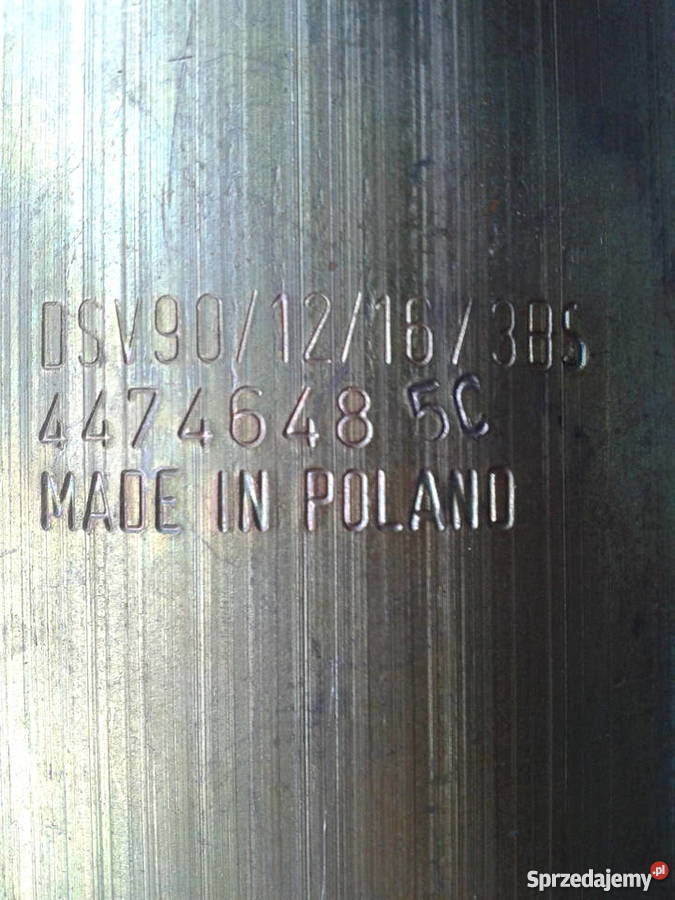 DSV90/12/16/3BS
4474648 5C
MADE IN POLAND
Sprzedajemy.pl